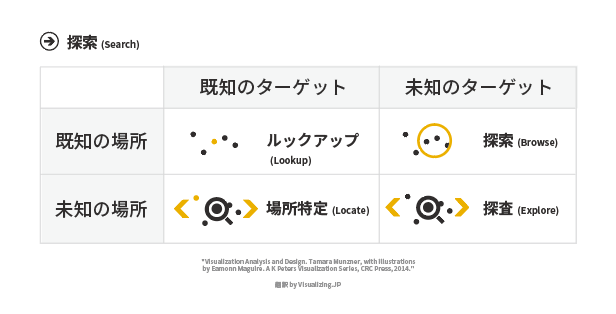 探索 (Search)
既知のターゲット 未知のターゲット
既知の場所 ルックアップ (Lookup) 探索 (Browse)
未知の場所 場所特定 (Locate) 探査 (Explore)
"Visualization Analysis and Design. Tamara Munzner, with illustrations
by Eamonn Maguire. A K Peters Visualization Series, CRC Press, 2014."
翻訳 by Visualizing.JP